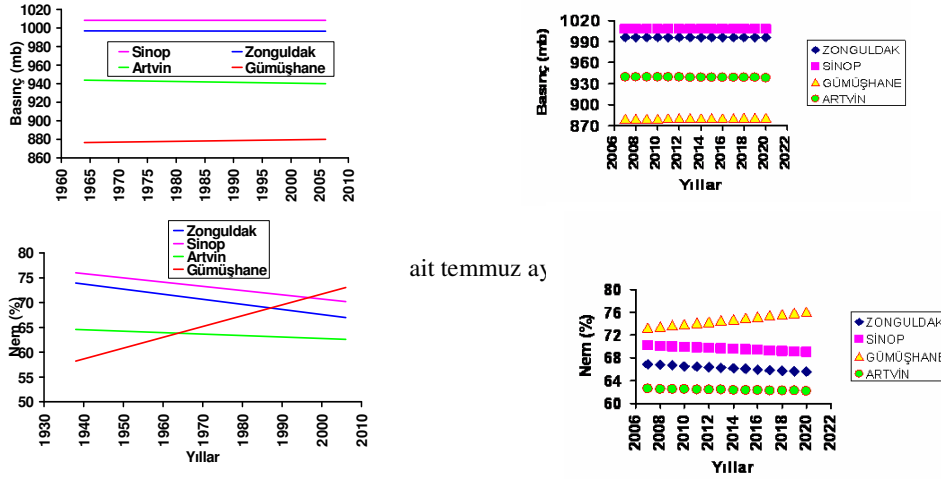 Basınç (mb)
1020
1000
980
960
940
920
900
880
860
Sinop
Zonguldak
Artvin
Gümüşhane
1960
1965
1970
1975
1980
1985
1990
1995
2000
2005
2010
Basınç (mb)
1020
990
960
930
900
870
2006
2008
2010
2012
2014
2016
2018
2020
2022
Yıllar
ZONGULDAK
SİNOP
GÜMÜŞHANE
ARTVİN
Zonguldak
Sinop
Artvin
Gümüşhane
Nem (%)
80
75
70
65
60
55
50
1930
1940
1950
1960
1970
1980
1990
2000
2010
Yıllar
ait temmuz ay
Nem (%)
80
76
72
68
64
60
2006
2008
2010
2012
2014
2016
2018
2020
2022
Yıllar
ZONGULDAK
SİNOP
GÜMÜŞHANE
ARTVİN